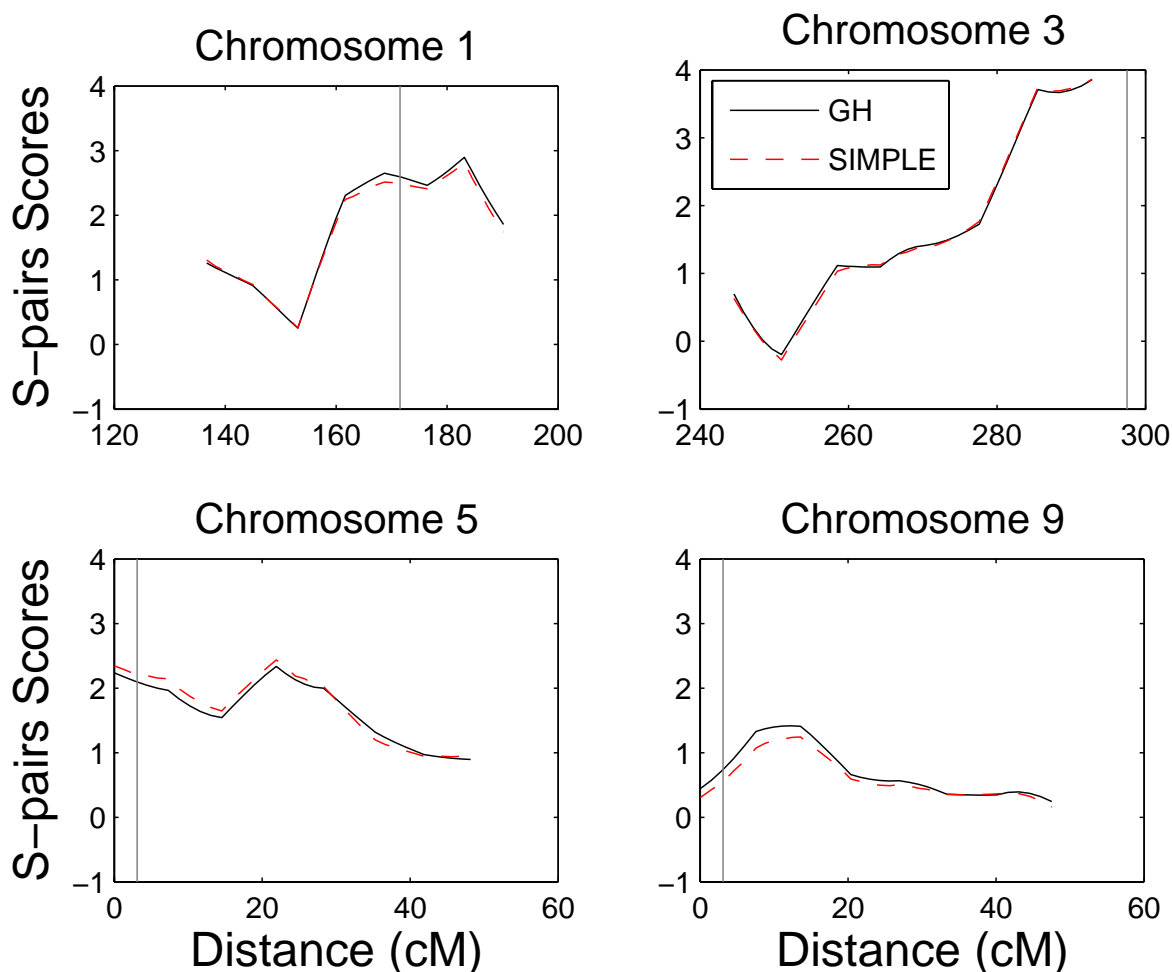 Chromosome 1
Chromosome 3
S-pairs Scores
4
3
2
1
0
−1
120 140 160 180 200
4
3
2
1
0
−1
240 260 280 300
GH
SIMPLE
Chromosome 5
Chromosome 9
S-pairs Scores
4
3
2
1
0
−1
0 20 40 60
Distance (cM)
4
3
2
1
0
−1
0 20 40 60
Distance (cM)